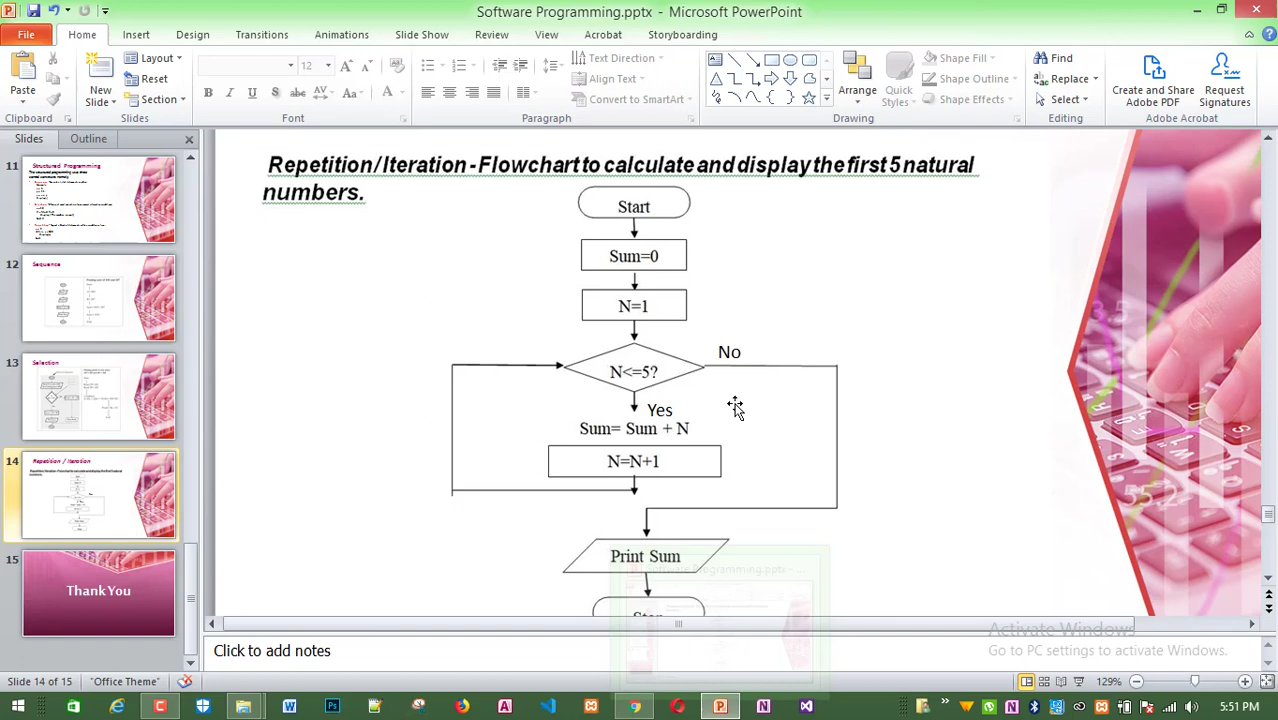 Software Programming.pptx - Microsoft PowerPoint
File Home Insert Design Transitions Animations Slide Show Review View Acrobat Storyboarding
Paste
New Slide
Layout
Reset
Section
12
Text Direction
Align Text
Convert to SmartArt
Arrange
Quick Styles
Shape Fill
Shape Outline
Shape Effects
Find
Replace
Select
Create and Share Adobe PDF
Request Signatures
Clipboard Slides Font Paragraph Drawing Editing Adobe Acrobat
Slides Outline
11
Structured Programming
12
Sequence
13
Selection
14
Repetition / Iteration
15
Thank You
Repetition/Iteration - Flowchart to calculate and display the first 5 natural
numbers.
Start
Sum=0
N=1
No
N<=5?
Yes
Sum= Sum + N
N=N+1
Print Sum
Software Programming.pptx - ...
Activate Windows
Go to PC settings to activate Windows.
Click to add notes
Slide 14 of 15 "Office Theme" 129%
5:51 PM